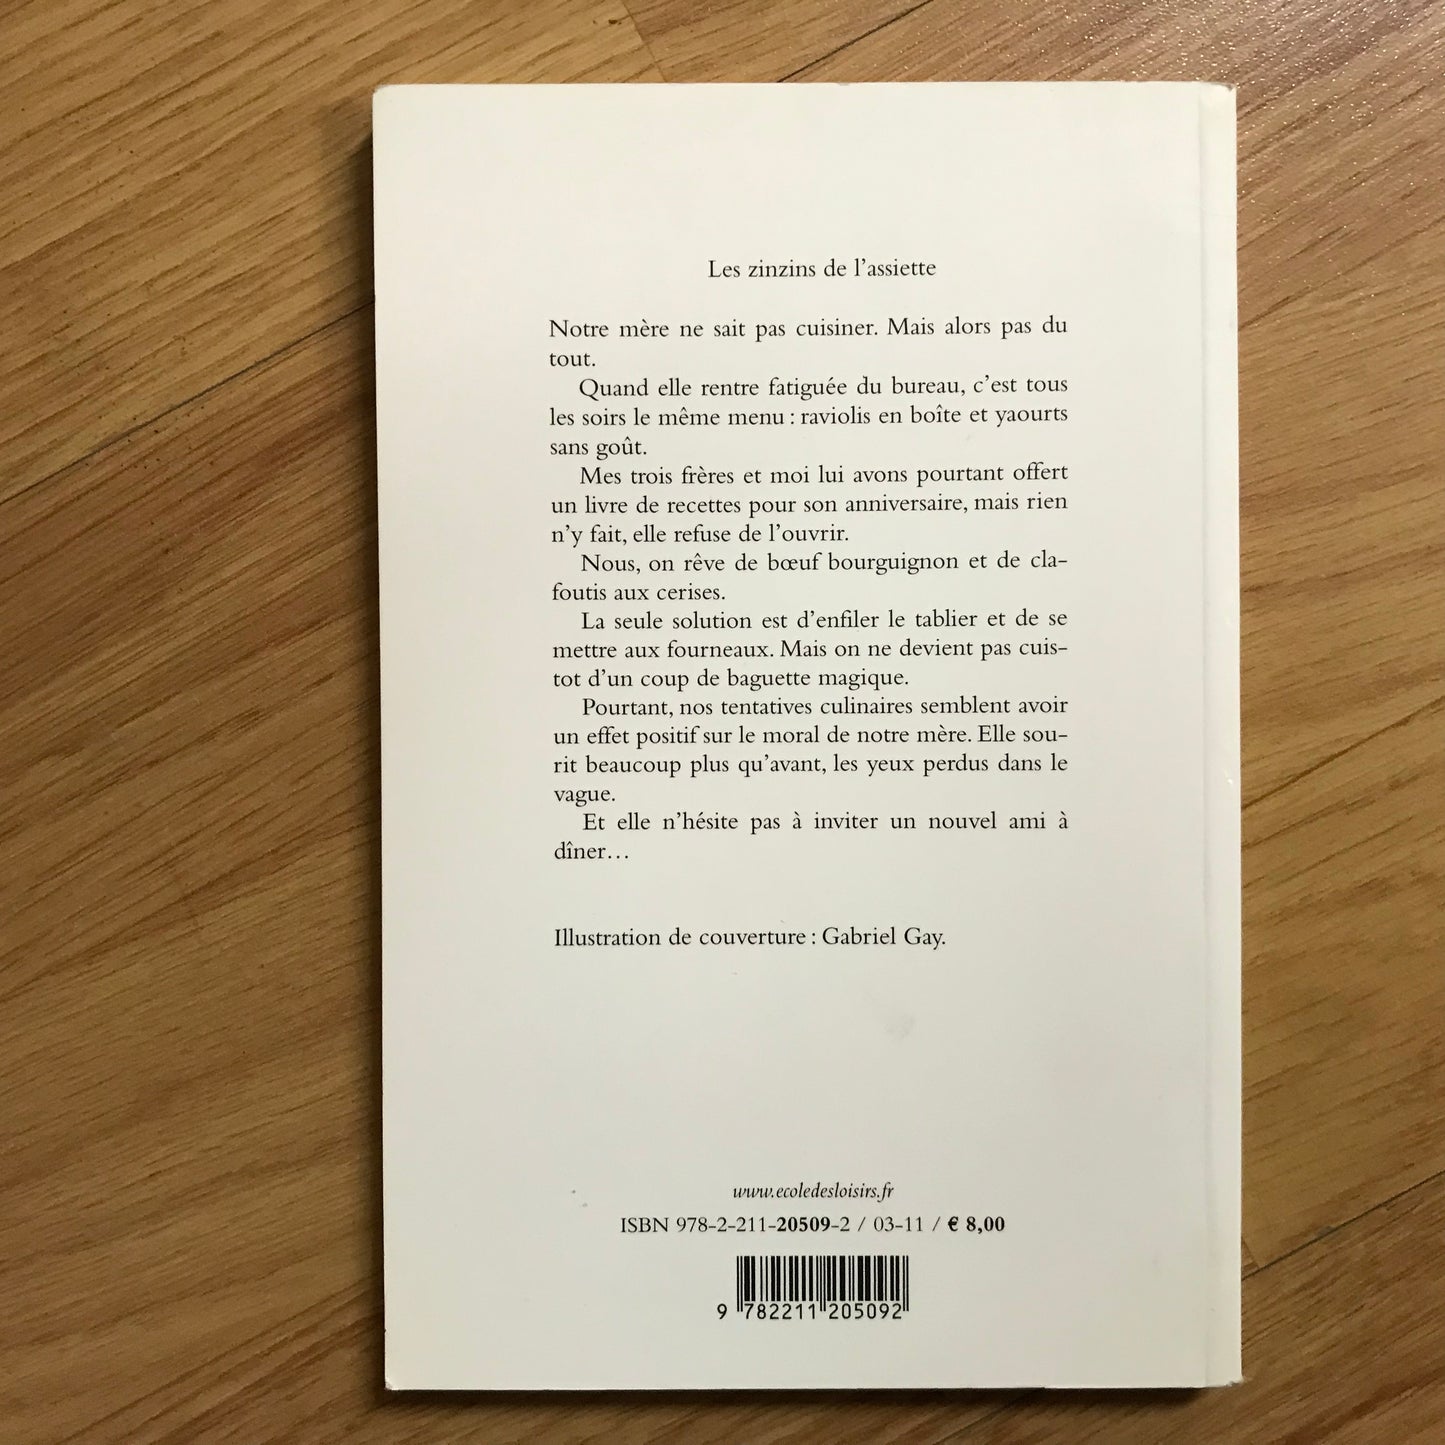 Les zinzins de l’assiette
Notre mère ne sait pas cuisiner. Mais alors pas du
tout.
Quand elle rentre fatiguée du bureau, c’est tous
les soirs le même menu : raviolis en boîte et yaourts
sans goût.
Mes trois frères et moi lui avons pourtant offert
un livre de recettes pour son anniversaire, mais rien
n’y fait, elle refuse de l’ouvrir.
Nous, on rêve de bœuf bourguignon et de cla-
foutis aux cerises.
La seule solution est d’enfiler le tablier et de se
mettre aux fourneaux. Mais on ne devient pas cuis-
tot d’un coup de baguette magique.
Pourtant, nos tentatives culinaires semblent avoir
un effet positif sur le moral de notre mère. Elle sou-
rit beaucoup plus qu’avant, les yeux perdus dans le
vague.
Et elle n’hésite pas à inviter un nouvel ami à
dîner…
Illustration de couverture : Gabriel Gay.
www.ecoledesloisirs.fr
ISBN 978-2-211-20509-2 / 03-11 / € 8,00
9 782211 205092